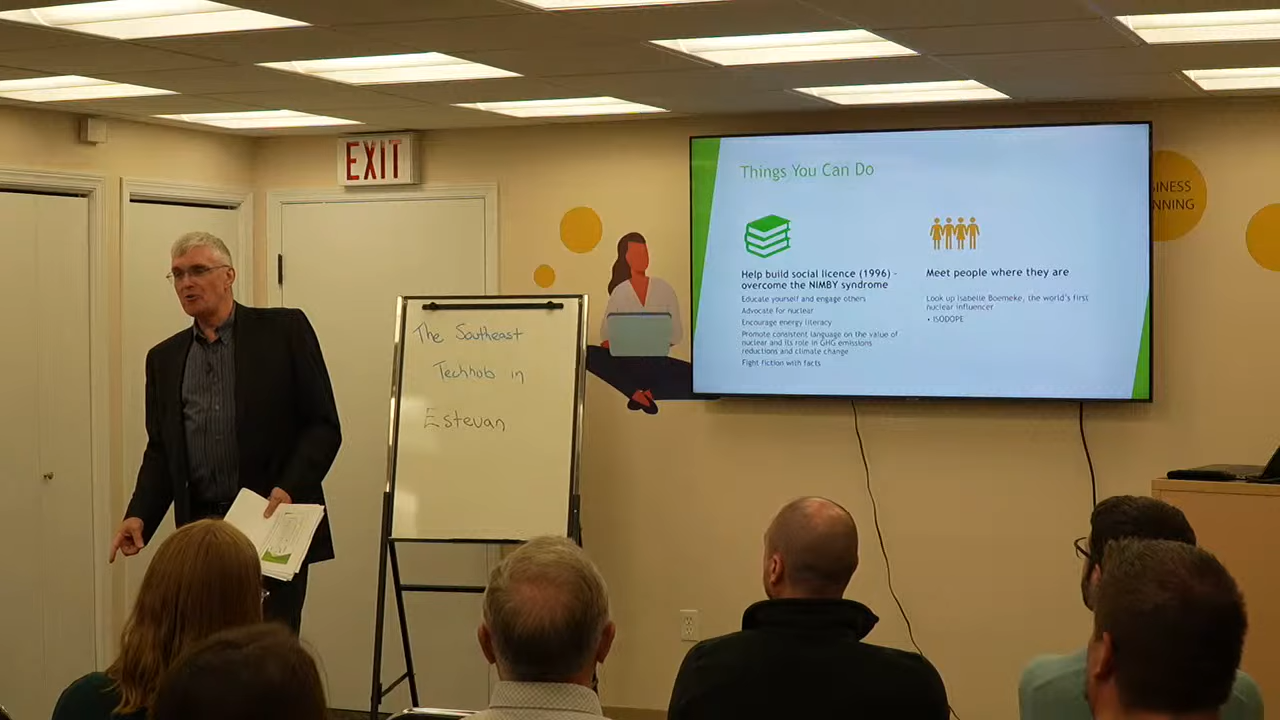 EXIT
The Southeast
Techhob in
Estevan
Things You Can Do
Help build social licence (1996) -
overcome the NIMBY syndrome
Educate yourself and engage others
Advocate for nuclear
Encourage energy literacy
Promote consistent language on the value of
nuclear and its role in GHG emissions
reductions and climate change
Fight fiction with facts
Meet people where they are
Look up Isabelle Boemeke, the world's first
nuclear influencer
• ISODOPE
INESS
NNING